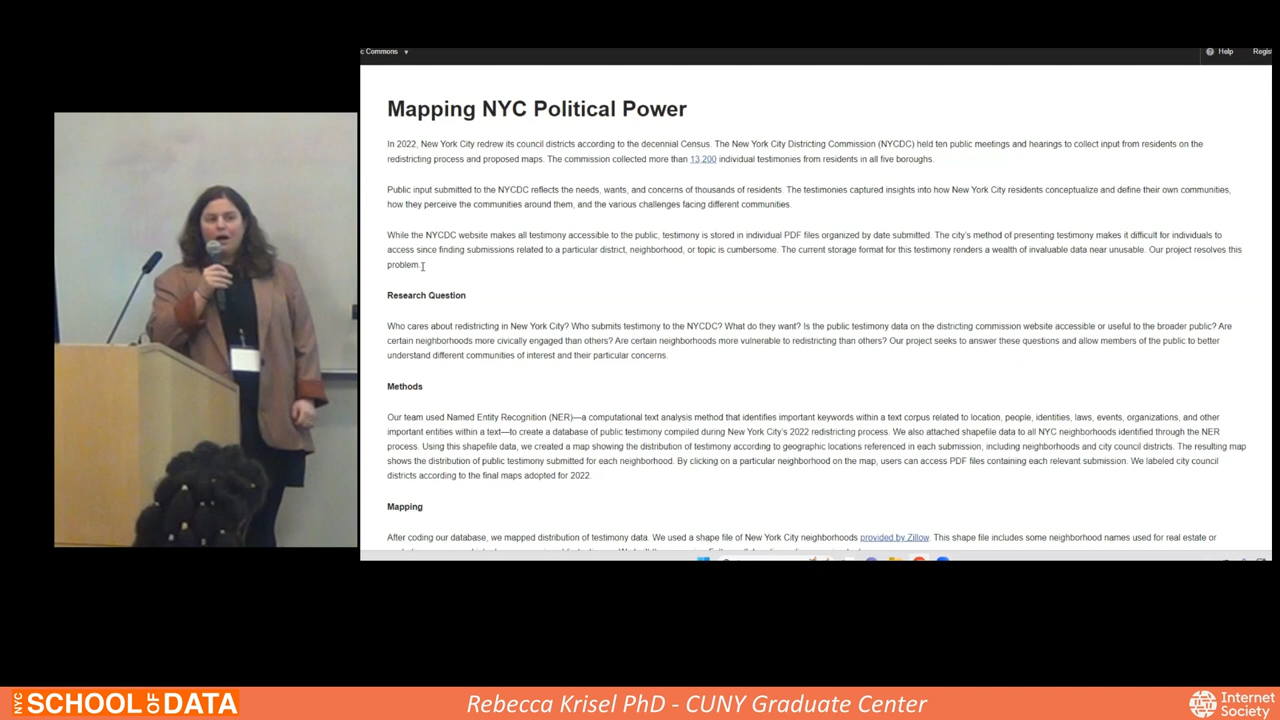 c Commons
Help
Regis
Mapping NYC Political Power
In 2022, New York City redrew its council districts according to the decennial Census. The New York City Districting Commission (NYCDC) held ten public meetings and hearings to collect input from residents on the
redistricting process and proposed maps. The commission collected more than 13,200 individual testimonies from residents in all five boroughs.
Public input submitted to the NYCDC reflects the needs, wants, and concerns of thousands of residents. The testimonies captured insights into how New York City residents conceptualize and define their own communities,
how they perceive the communities around them, and the various challenges facing different communities.
While the NYCDC website makes all testimony accessible to the public, testimony is stored in individual PDF files organized by date submitted. The city's method of presenting testimony makes it difficult for individuals to
access since finding submissions related to a particular district, neighborhood, or topic is cumbersome. The current storage format for this testimony renders a wealth of invaluable data near unusable. Our project resolves this
problem.
Research Question
Who cares about redistricting in New York City? Who submits testimony to the NYCDC? What do they want? Is the public testimony data on the districting commission website accessible or useful to the broader public? Are
certain neighborhoods more civically engaged than others? Are certain neighborhoods more vulnerable to redistricting than others? Our project seeks to answer these questions and allow members of the public to better
understand different communities of interest and their particular concerns.
Methods
Our team used Named Entity Recognition (NER)—a computational text analysis method that identifies important keywords within a text corpus related to location, people, identities, laws, events, organizations, and other
important entities within a text—to create a database of public testimony compiled during New York City's 2022 redistricting process. We also attached shapefile data to all NYC neighborhoods identified through the NER
process. Using this shapefile data, we created a map showing the distribution of testimony according to geographic locations referenced in each submission, including neighborhoods and city council districts. The resulting map
shows the distribution of public testimony submitted for each neighborhood. By clicking on a particular neighborhood on the map, users can access PDF files containing each relevant submission. We labeled city council
districts according to the final maps adopted for 2022.
Mapping
After coding our database, we mapped distribution of testimony data. We used a shape file of New York City neighborhoods provided by Zillow. This shape file includes some neighborhood names used for real estate or
NYC SCHOOL OF DATA
Rebecca Krisel PhD - CUNY Graduate Center
Internet
Society